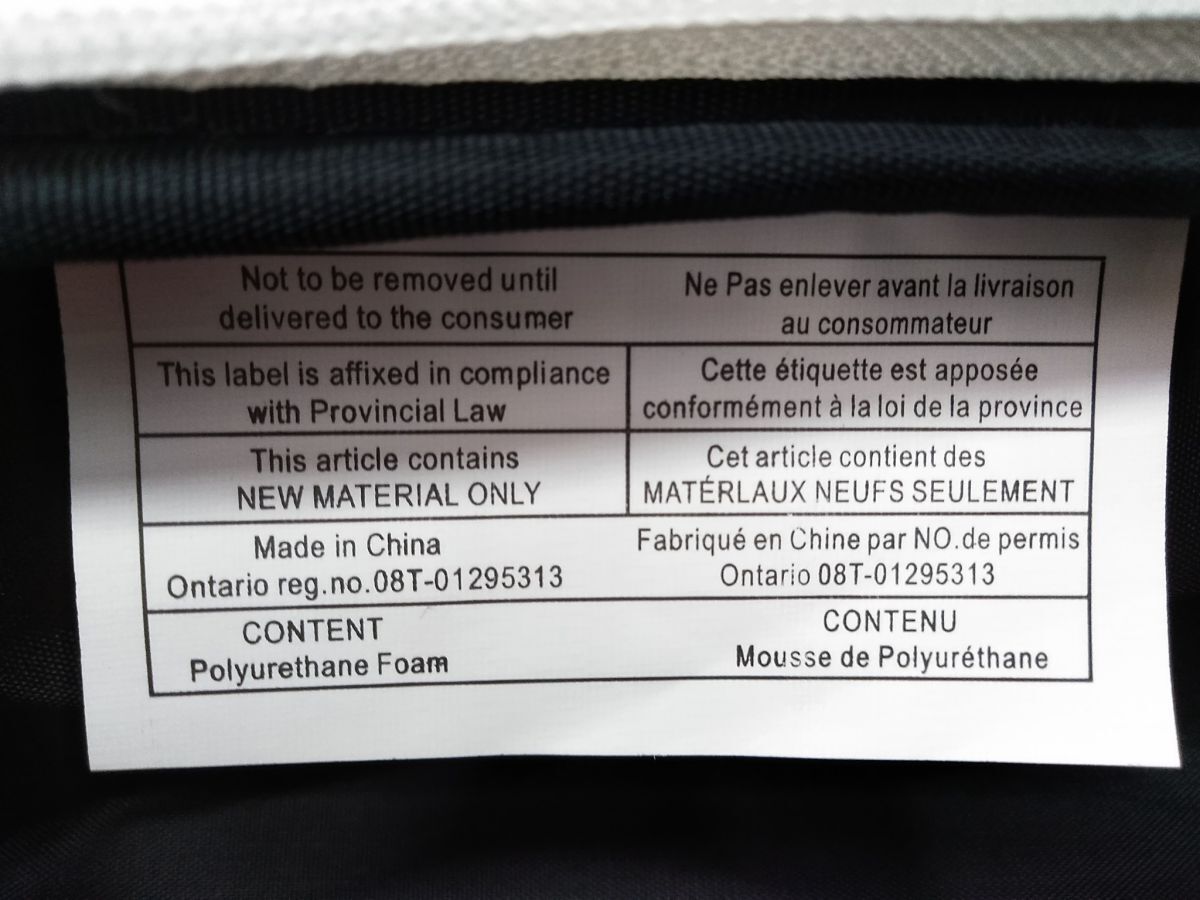 Not to be removed until
delivered to the consumer
Ne Pas enlever avant la livraison
au consommateur
This label is affixed in compliance
with Provincial Law
Cette étiquette est apposée
conformément à la loi de la province
This article contains
NEW MATERIAL ONLY
Cet article contient des
MATÉRLAUX NEUFS SEULEMENT
Made in China
Ontario reg.no.08T-01295313
Fabriqué en Chine par NO.de permis
Ontario 08T-01295313
CONTENT
Polyurethane Foam
CONTENU
Mousse de Polyuréthane